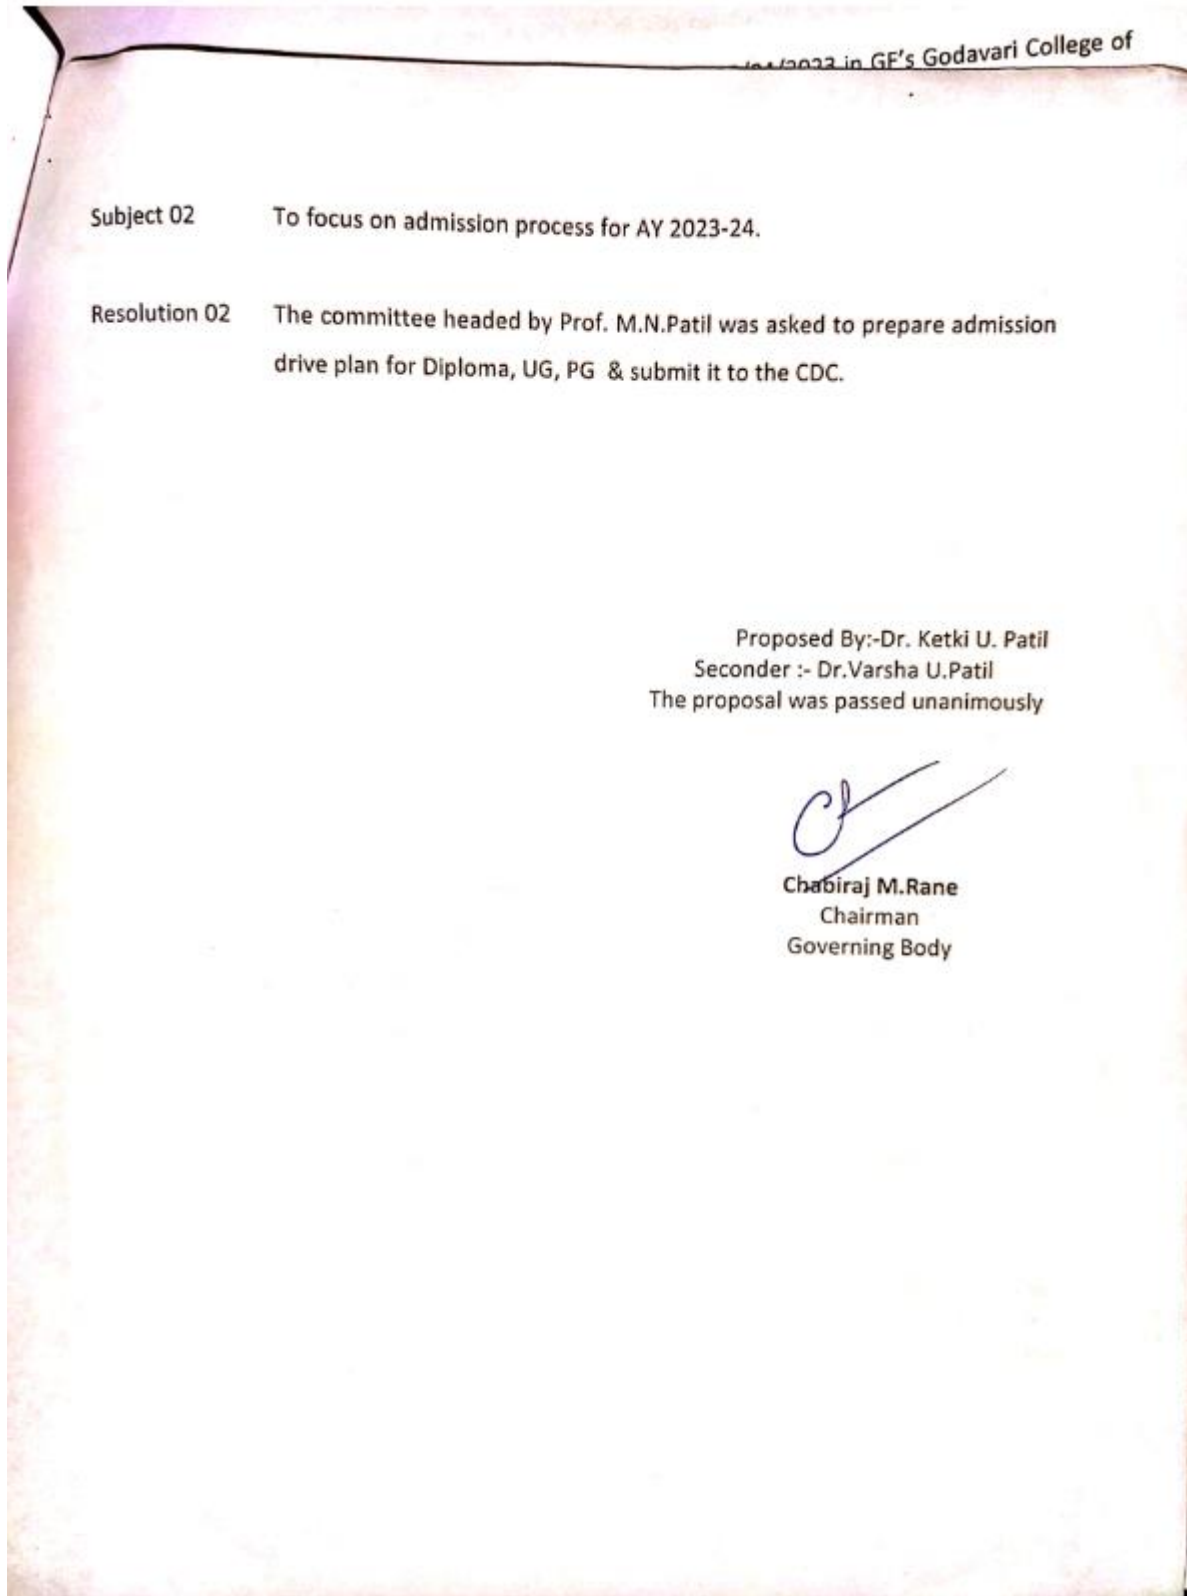 in GF's Godavari College of
Subject 02 To focus on admission process for AY 2023-24.
Resolution 02 The committee headed by Prof. M.N.Patil was asked to prepare admission
drive plan for Diploma, UG, PG & submit it to the CDC.
Proposed By:-Dr. Ketki U. Patil
Seconder :- Dr.Varsha U.Patil
The proposal was passed unanimously
Chabiraj M.Rane
Chairman
Governing Body